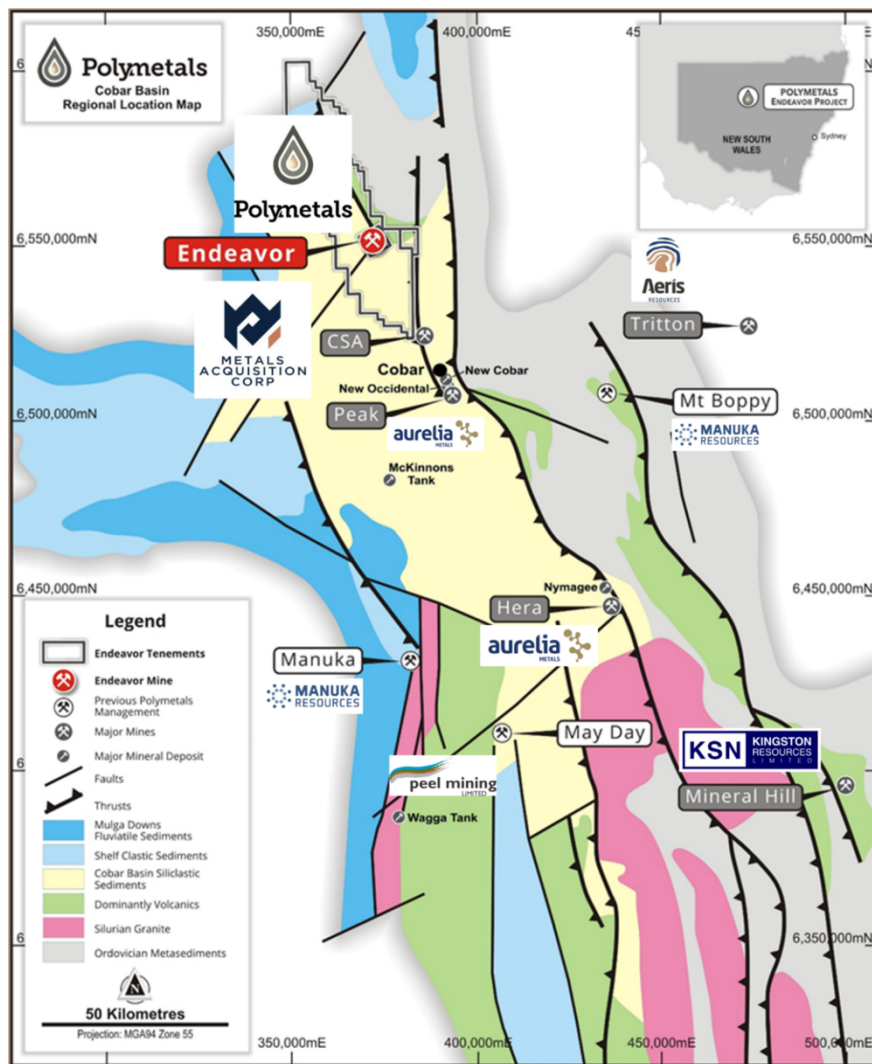 350,000mE
400,000mE
45
500,000mE
Polymetals
Cobar Basin
Regional Location Map
POLYMETALS
ENDEAVOR PROJECT
NEW SOUTH
WALES
Sydney
Polymetals
6,550,000mN
6,550,000mN
Endeavor
Aeris
RESOURCES
Tritton
METALS
ACQUISITION
CORP
CSA
Cobar
New Cobar
New Occidental
Peak
Mt Boppy
6,500,000mN
6,500,000mN
aurelia
METALS
MANUKA
RESOURCES
McKinnons
Tank
6,450,000mN
6,450,000mN
Nymagee
Hera
aurelia
METALS
Manuka
MANUKA
RESOURCES
May Day
KSN
KINGSTON
RESOURCES
LIMITED
peel mining
LIMITED
Mineral Hill
Wagga Tank
Legend
Endeavor Tenements
Endeavor Mine
Previous Polymetals
Management
Major Mines
Major Mineral Deposit
Faults
Thrusts
Mulga Downs
Fluviatile Sediments
Shelf Clastic Sediments
Cobar Basin Siliclastic
Sediments
Dominantly Volcanics
Silurian Granite
Ordovician Metasediments
N
50 Kilometres
Projection: MGA94 Zone 55
6,350,000mN
350,000mE
400,000mE
450,000mE
500,000mE